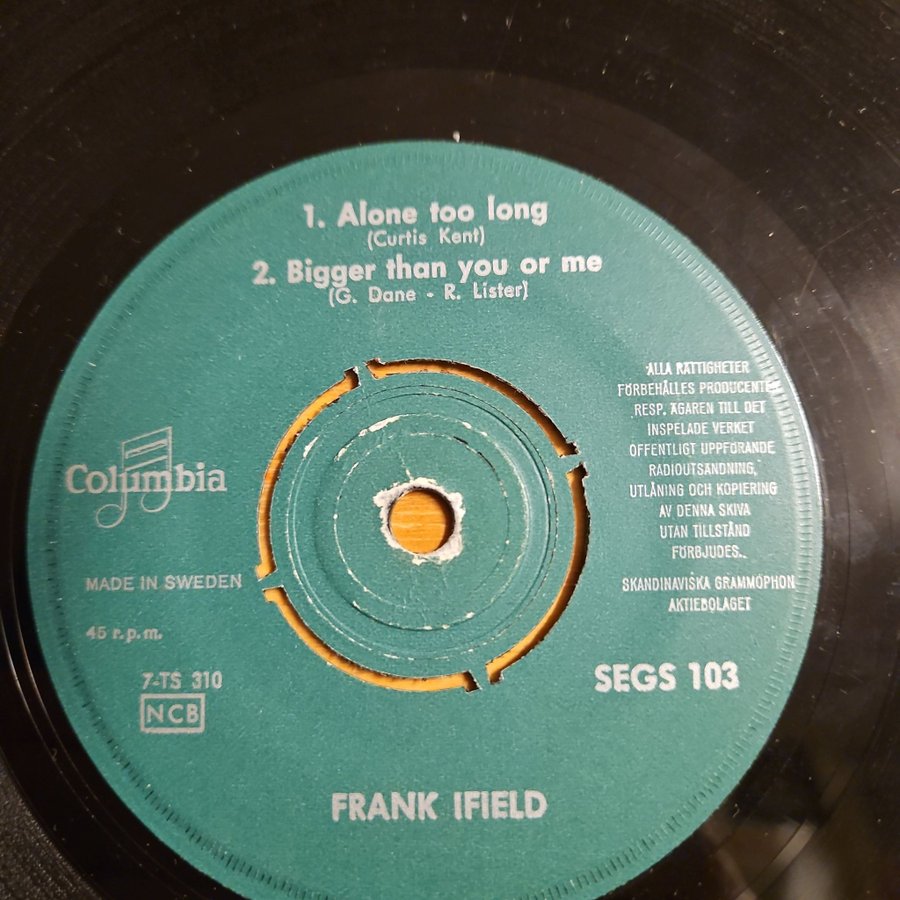 1. Alone too long
(Curtis Kent)
2. Bigger than you or me
(G. Dane - R. Lister)
Columbia
MADE IN SWEDEN
45 r.p.m.
7-TS 310
NCB
ALLA RÄTTIGHETER
FÖRBEHÅLLES PRODUCENTEN
RESP. ÄGAREN TILL DET
INSPELADE VERKET
OFFENTLIGT UPPFÖRANDE
RADIOUTSÄNDNING,
UTLÅNING OCH KOPIERING
AV DENNA SKIVA
UTAN TILLSTÅND
FÖRBJUDES.
SKANDINAVISKA GRAMMOPHON
AKTIEBOLAGET
SEGS 103
FRANK IFIELD